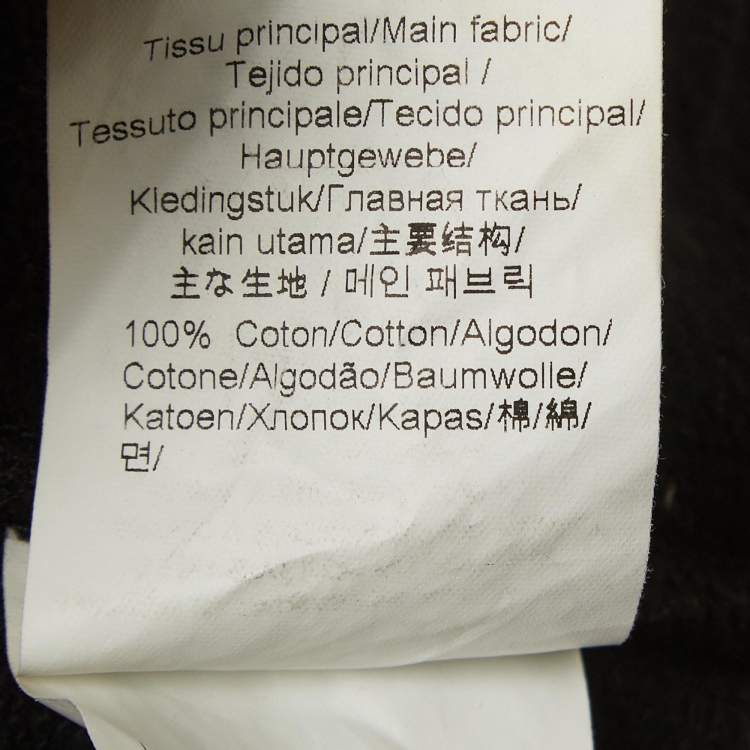 Tissu principal/Main fabric/
Tejido principal /
Tessuto principale/Tecido principal/
Hauptgewebe/
Kledingstuk/Главная ткань/
kain utama/主要结构/
主な生地 / 메인 패브릭
100% Coton/Cotton/Algodon/
Cotone/Algodão/Baumwolle/
Katoen/Хлопок/Kapas/棉/綿/
면/